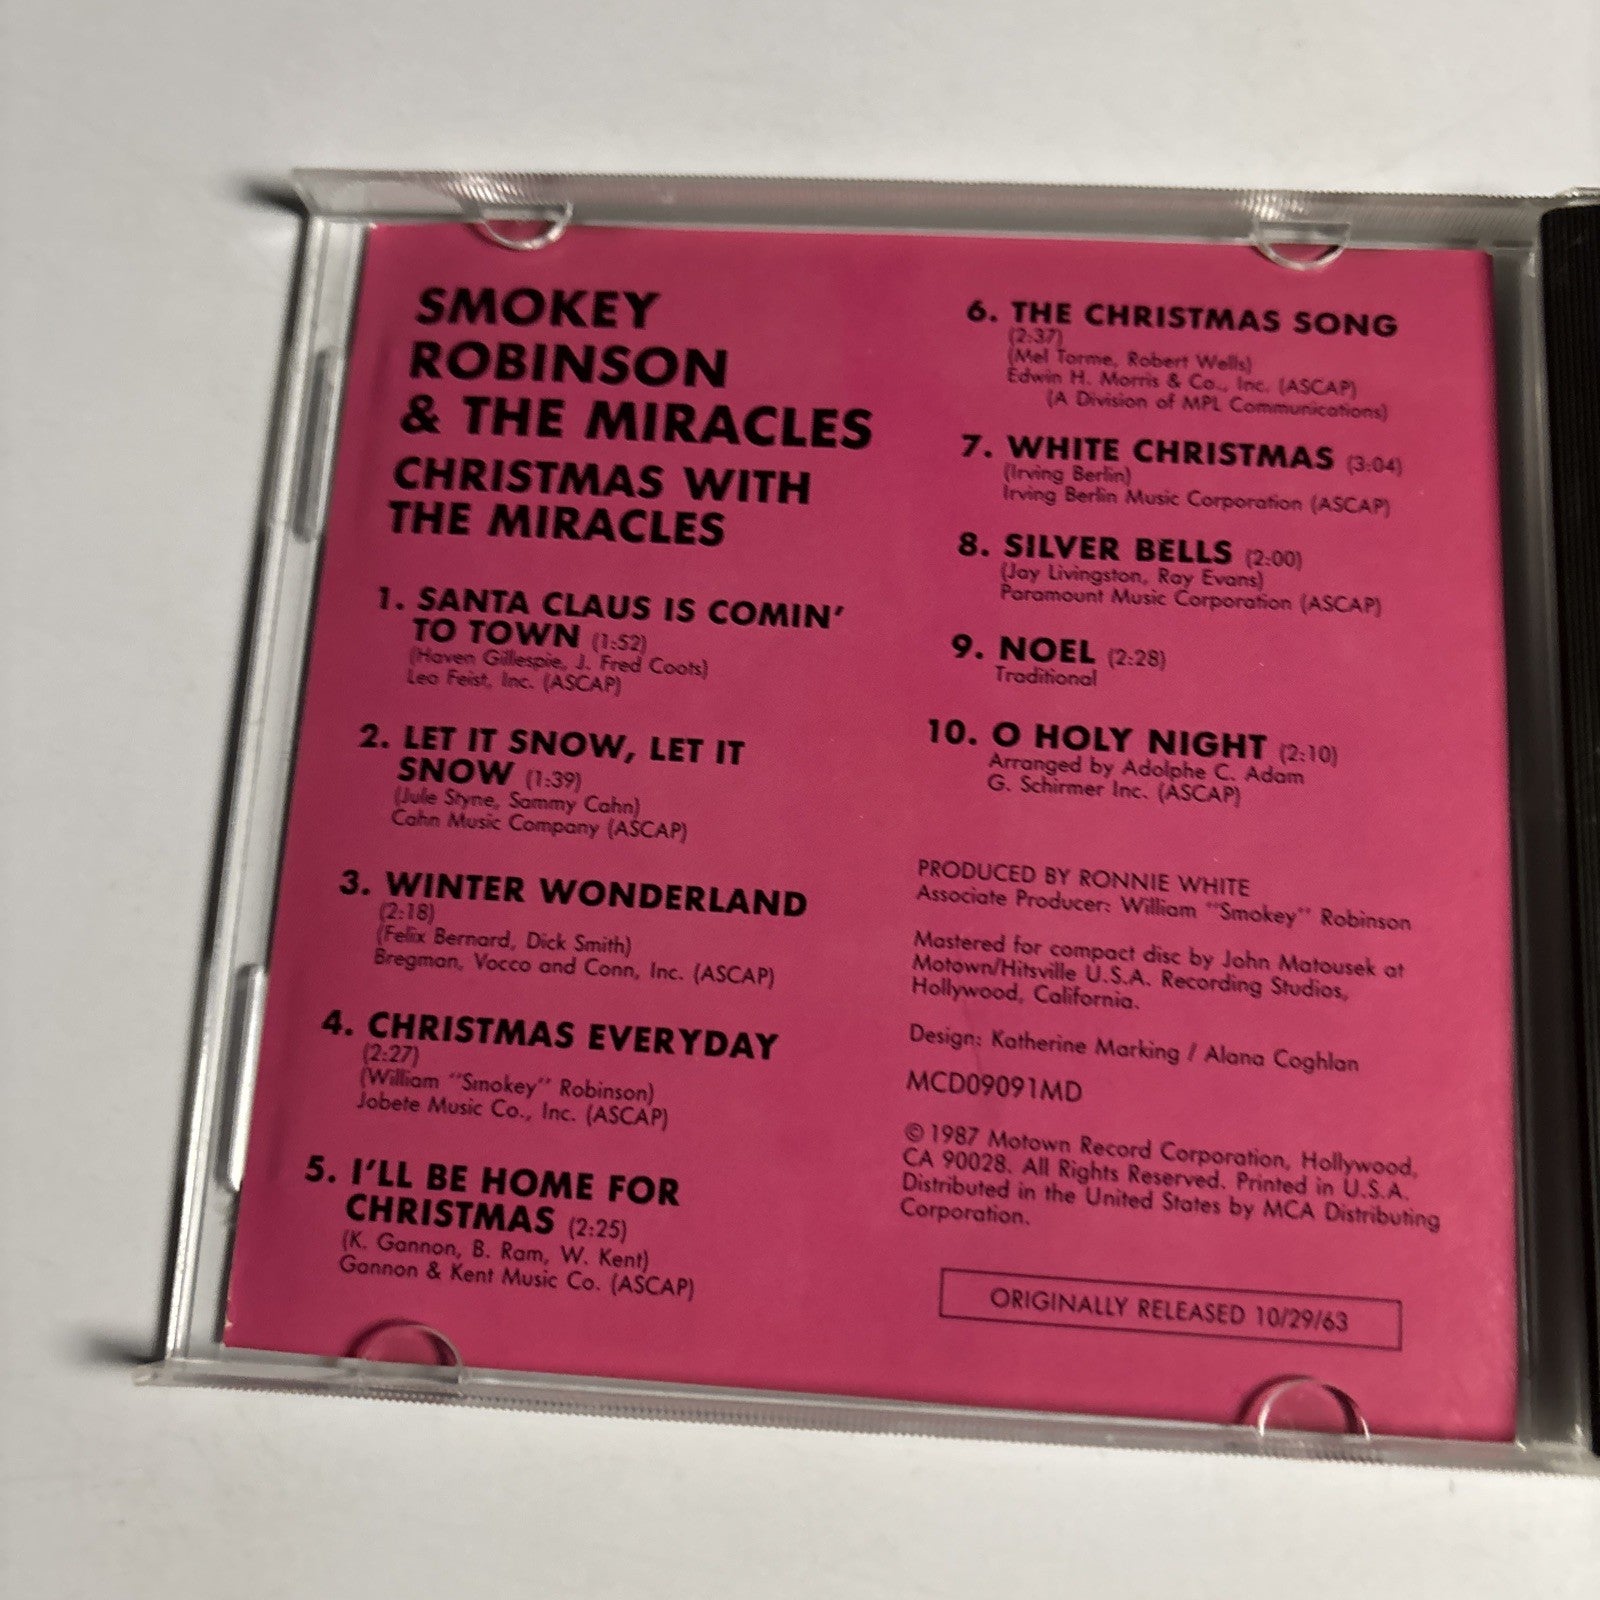 SMOKEY
ROBINSON
& THE MIRACLES
CHRISTMAS WITH
THE MIRACLES
1. SANTA CLAUS IS COMIN'
TO TOWN (1:52)
(Haven Gillespie, J. Fred Coots)
Leo Feist, Inc. (ASCAP)
2. LET IT SNOW, LET IT
SNOW (1:39)
(Jule Styne, Sammy Cahn)
Cahn Music Company (ASCAP)
3. WINTER WONDERLAND
(2:18)
(Felix Bernard, Dick Smith)
Bregman, Vocco and Conn, Inc. (ASCAP)
4. CHRISTMAS EVERYDAY
(2:27)
(William "Smokey" Robinson)
Jobete Music Co., Inc. (ASCAP)
5. I'LL BE HOME FOR
CHRISTMAS (2:25)
(K. Gannon, B. Ram, W. Kent)
Gannon & Kent Music Co. (ASCAP)
6. THE CHRISTMAS SONG
(2:37)
(Mel Torme, Robert Wells)
Edwin H. Morris & Co., Inc. (ASCAP)
(A Division of MPL Communications)
7. WHITE CHRISTMAS (3:04)
(Irving Berlin)
Irving Berlin Music Corporation (ASCAP)
8. SILVER BELLS (2:00)
(Jay Livingston, Ray Evans)
Paramount Music Corporation (ASCAP)
9. NOEL (2:28)
Traditional
10. O HOLY NIGHT (2:10)
Arranged by Adolphe C. Adam
G. Schirmer Inc. (ASCAP)
PRODUCED BY RONNIE WHITE
Associate Producer: William "Smokey" Robinson
Mastered for compact disc by John Matousek at
Motown/Hitsville U.S.A. Recording Studios,
Hollywood, California.
Design: Katherine Marking / Alana Coghlan
MCD09091MD
© 1987 Motown Record Corporation, Hollywood,
CA 90028. All Rights Reserved. Printed in U.S.A.
Distributed in the United States by MCA Distributing
Corporation.
ORIGINALLY RELEASED 10/29/63